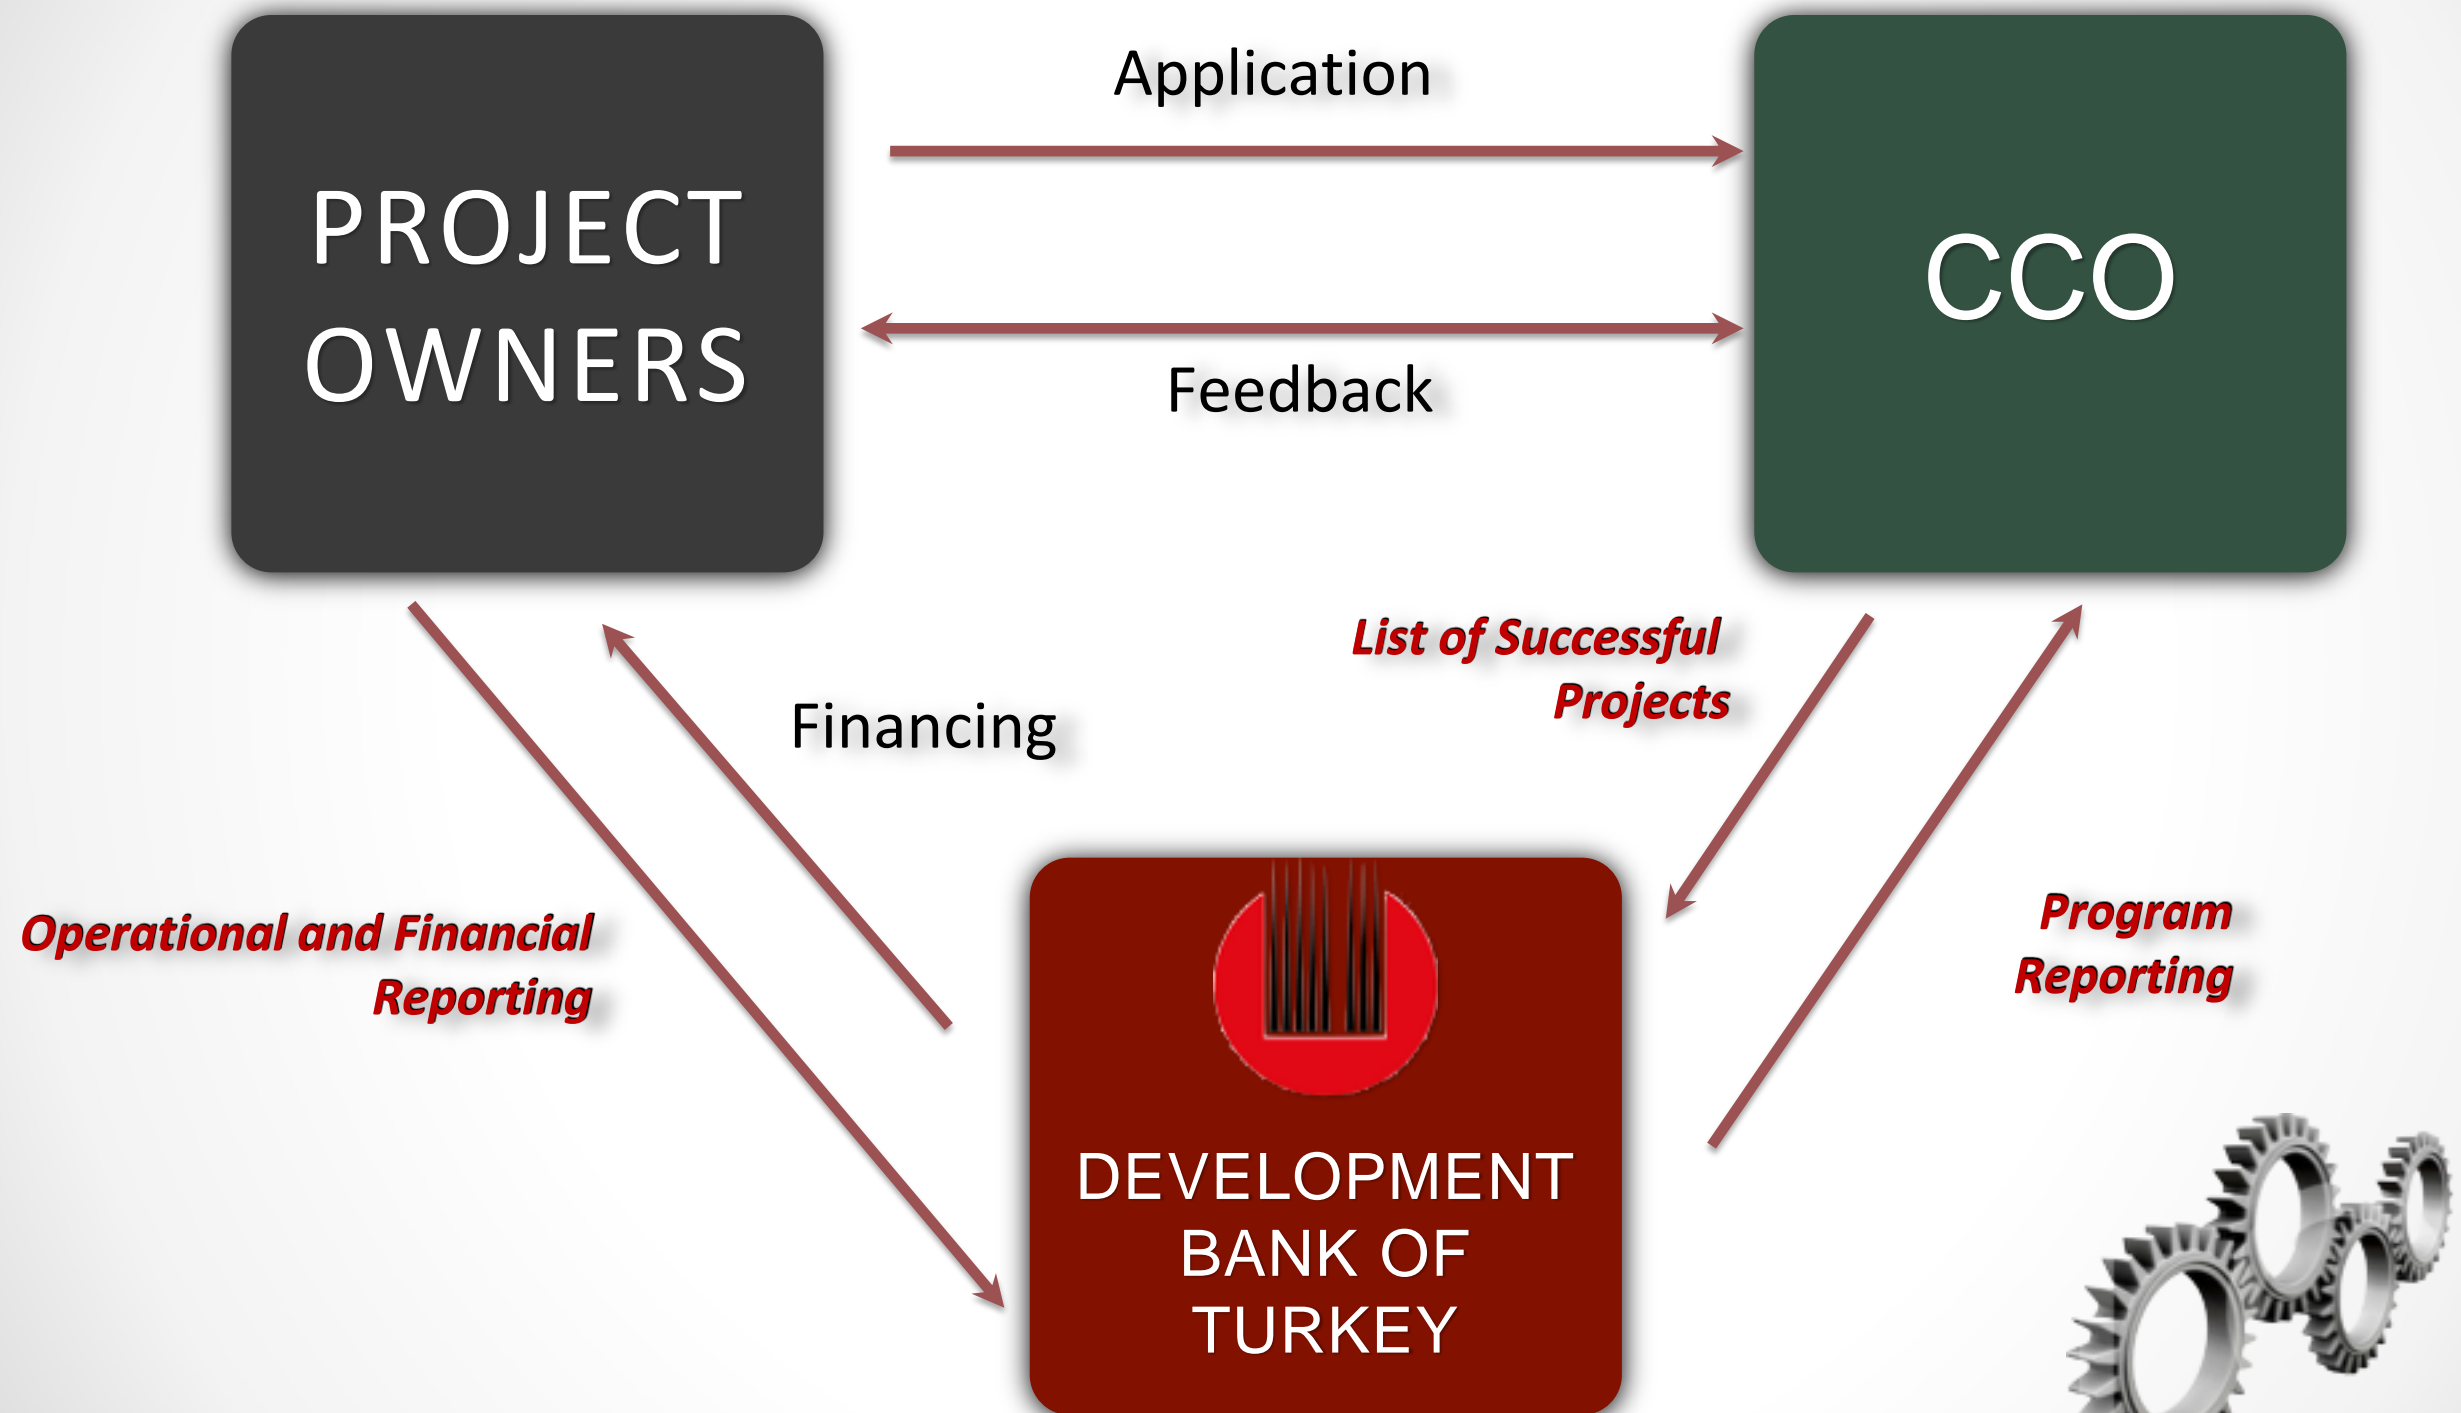 Application
PROJECT
OWNERS
CCO
Feedback
List of Successful
Projects
Financing
Operational and Financial
Reporting
Program
Reporting
DEVELOPMENT
BANK OF
TURKEY